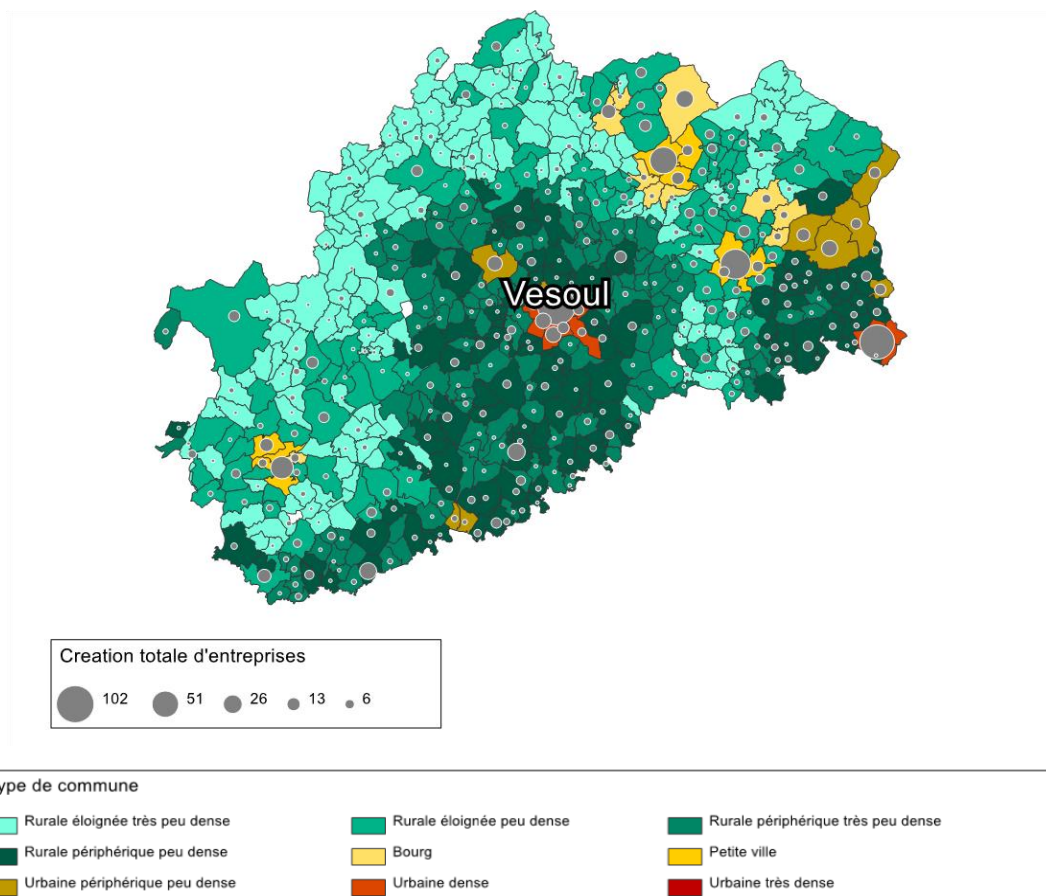 Vesoul
Creation totale d'entreprises
102 51 26 13 6
ype de commune
Rurale éloignée très peu dense Rurale éloignée peu dense Rurale périphérique très peu dense
Rurale périphérique peu dense Bourg Petite ville
Urbaine périphérique peu dense Urbaine dense Urbaine très dense